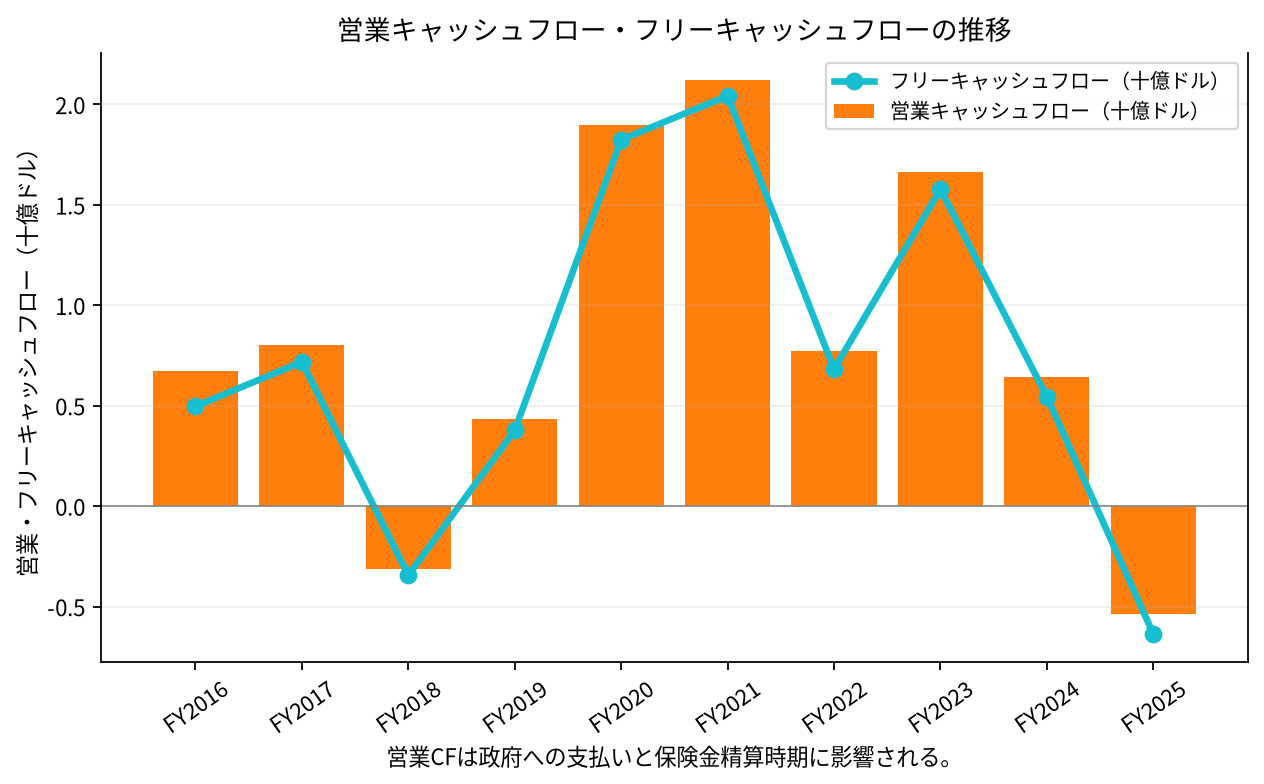 営業キャッシュフロー・フリーキャッシュフローの推移
フリーキャッシュフロー（十億ドル）
営業キャッシュフロー（十億ドル）
営業・フリーキャッシュフロー（十億ドル）
2.0
1.5
1.0
0.5
0.0
-0.5
FY2016
FY2017
FY2018
FY2019
FY2020
FY2021
FY2022
FY2023
FY2024
FY2025
営業CFは政府への支払いと保険金精算時期に影響される。